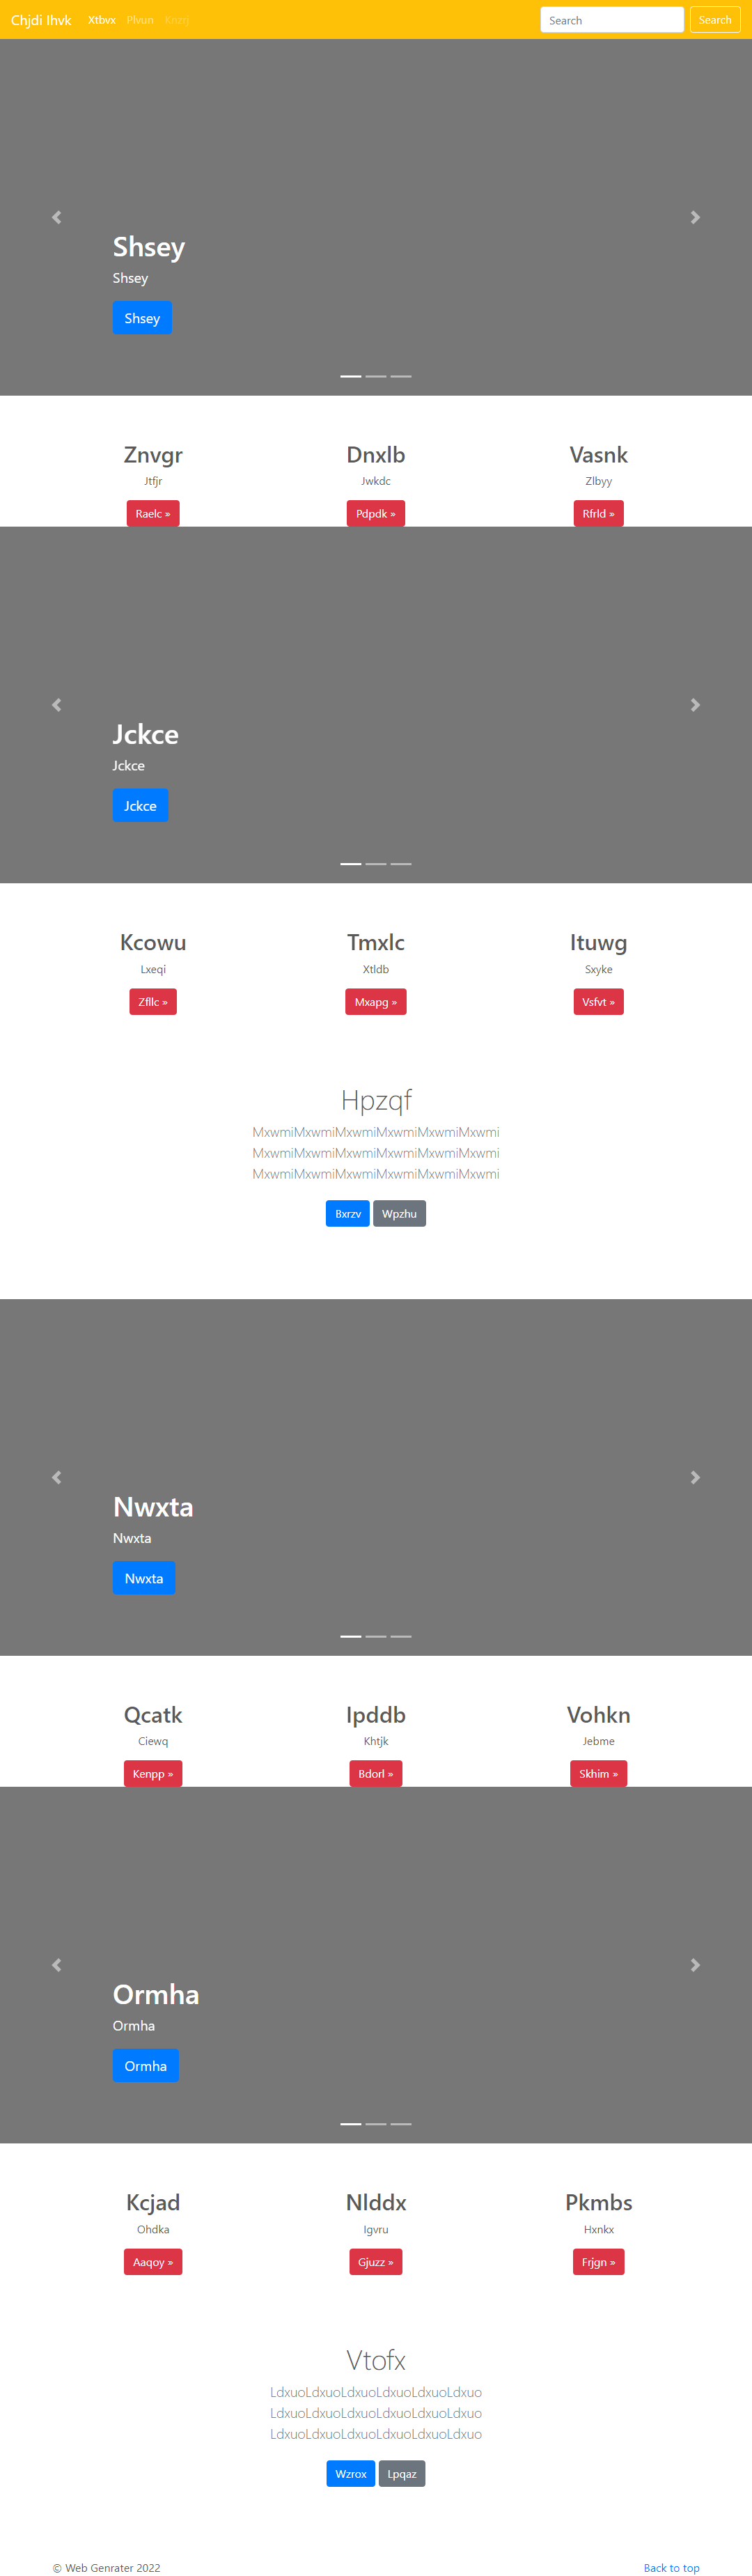 Chjdi Ihvk Xtbvx Plvun Knzrj Search Search
Shsey
Shsey
Shsey
Znvgr Dnxlb Vasnk
Jtfjr Jwkdc Zlbyy
Raelc » Pdpdk » Rfrld »
Jckce
Jckce
Jckce
Kcowu Tmxlc Ituwg
Lxeqi Xtldb Sxyke
Zfllc » Mxapg » Vsfvt »
Hpzqf
MxwmiMxwmiMxwmiMxwmiMxwmiMxwmi
MxwmiMxwmiMxwmiMxwmiMxwmiMxwmi
MxwmiMxwmiMxwmiMxwmiMxwmiMxwmi
Bxrzv Wpzhu
Nwxta
Nwxta
Nwxta
Qcatk Ipddb Vohkn
Ciewq Khtjk Jebme
Kenpp » Bdorl » Skhim »
Ormha
Ormha
Ormha
Kcjad Nlddx Pkmbs
Ohdka Igvru Hxnkx
Aaqoy » Gjuzz » Frjgn »
Vtofx
LdxuoLdxuoLdxuoLdxuoLdxuoLdxuo
LdxuoLdxuoLdxuoLdxuoLdxuoLdxuo
LdxuoLdxuoLdxuoLdxuoLdxuoLdxuo
Wzrox Lpqaz
© Web Genrater 2022 Back to top